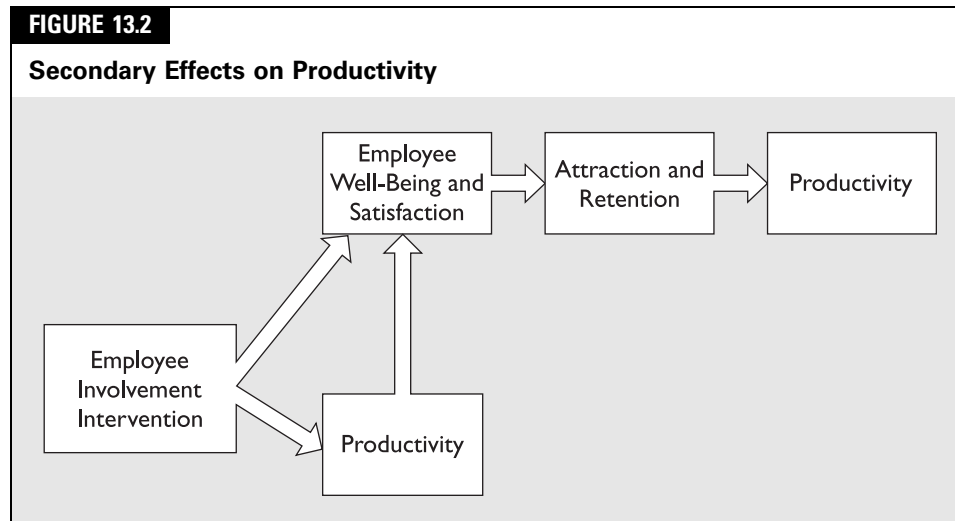 FIGURE 13.2
Secondary Effects on Productivity
Employee
Well-Being and
Satisfaction
Attraction and
Retention
Productivity
Employee
Involvement
Intervention
Productivity